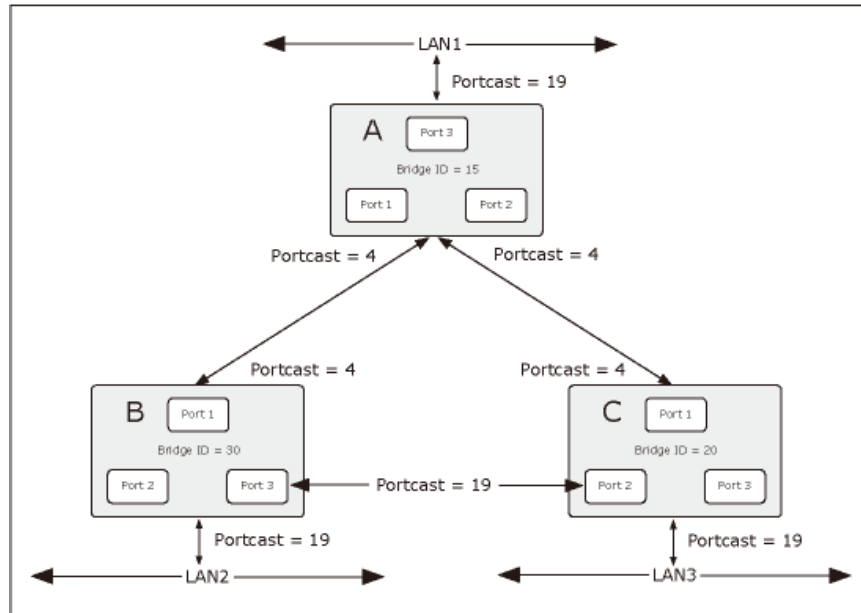 LAN1
Portcast = 19
A
Port 3
Bridge ID = 15
Port 1
Port 2
Portcast = 4
Portcast = 4
Portcast = 4
Portcast = 4
B
Port 1
Bridge ID = 30
Port 2
Port 3
C
Port 1
Bridge ID = 20
Port 2
Port 3
Portcast = 19
Portcast = 19
Portcast = 19
LAN2
LAN3